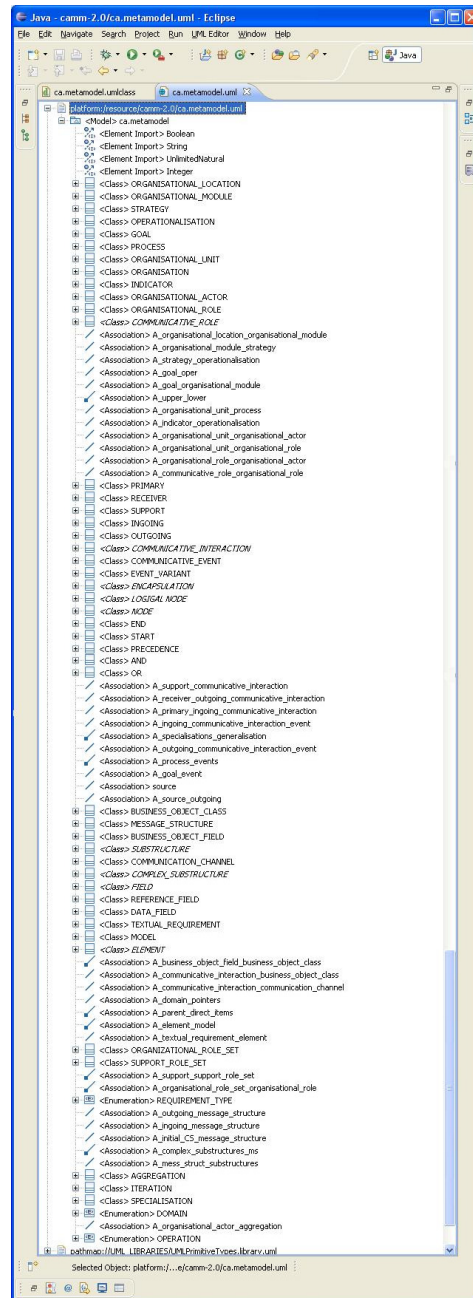 Java - camm-2.0/ca.metamodel.uml - Eclipse
File Edit Navigate Search Project Run UML Editor Window Help
Java
ca.metamodel.umlclass ca.metamodel.uml
platform:/resource/camm-2.0/ca.metamodel.uml
<Model> ca.metamodel
<Element Import> Boolean
<Element Import> String
<Element Import> UnlimitedNatural
<Element Import> Integer
<Class> ORGANISATIONAL_LOCATION
<Class> ORGANISATIONAL_MODULE
<Class> STRATEGY
<Class> OPERATIONALISATION
<Class> GOAL
<Class> PROCESS
<Class> ORGANISATIONAL_UNIT
<Class> ORGANISATION
<Class> INDICATOR
<Class> ORGANISATIONAL_ACTOR
<Class> ORGANISATIONAL_ROLE
<Class> COMMUNICATIVE_ROLE
<Association> A_organisational_location_organisational_module
<Association> A_organisational_module_strategy
<Association> A_strategy_operationalisation
<Association> A_goal_oper
<Association> A_goal_organisational_module
<Association> A_upper_lower
<Association> A_organisational_unit_process
<Association> A_indicator_operationalisation
<Association> A_organisational_unit_organisational_actor
<Association> A_organisational_unit_organisational_role
<Association> A_organisational_role_organisational_actor
<Association> A_communicative_role_organisational_role
<Class> PRIMARY
<Class> RECEIVER
<Class> SUPPORT
<Class> INGOING
<Class> OUTGOING
<Class> COMMUNICATIVE_INTERACTION
<Class> COMMUNICATIVE_EVENT
<Class> EVENT_VARIANT
<Class> ENCAPSULATION
<Class> LOGIGAL NODE
<Class> NODE
<Class> END
<Class> START
<Class> PRECEDENCE
<Class> AND
<Class> OR
<Association> A_support_communicative_interaction
<Association> A_receiver_outgoing_communicative_interaction
<Association> A_primary_ingoing_communicative_interaction
<Association> A_ingoing_communicative_interaction_event
<Association> A_specialisations_generalisation
<Association> A_outgoing_communicative_interaction_event
<Association> A_process_events
<Association> A_goal_event
<Association> source
<Association> A_source_outgoing
<Class> BUSINESS_OBJECT_CLASS
<Class> MESSAGE_STRUCTURE
<Class> BUSINESS_OBJECT_FIELD
<Class> SUBSTRUCTURE
<Class> COMMUNICATION_CHANNEL
<Class> COMPLEX_SUBSTRUCTURE
<Class> FIELD
<Class> REFERENCE_FIELD
<Class> DATA_FIELD
<Class> TEXTUAL_REQUIREMENT
<Class> MODEL
<Class> ELEMENT
<Association> A_business_object_field_business_object_class
<Association> A_communicative_interaction_business_object_class
<Association> A_communicative_interaction_communication_channel
<Association> A_domain_pointers
<Association> A_parent_direct_items
<Association> A_element_model
<Association> A_textual_requirement_element
<Class> ORGANIZATIONAL_ROLE_SET
<Class> SUPPORT_ROLE_SET
<Association> A_support_support_role_set
<Association> A_organisational_role_set_organisational_role
<Enumeration> REQUIREMENT_TYPE
<Association> A_outgoing_message_structure
<Association> A_ingoing_message_structure
<Association> A_initial_CS_message_structure
<Association> A_complex_substructures_ms
<Association> A_mess_struct_substructures
<Class> AGGREGATION
<Class> ITERATION
<Class> SPECIALISATION
<Enumeration> DOMAIN
<Association> A_organisational_actor_aggregation
<Enumeration> OPERATION
pathmap://UML_LIBRARIES/UMLPrimitiveTypes.library.uml
Selected Object: platform:/...e/camm-2.0/ca.metamodel.uml